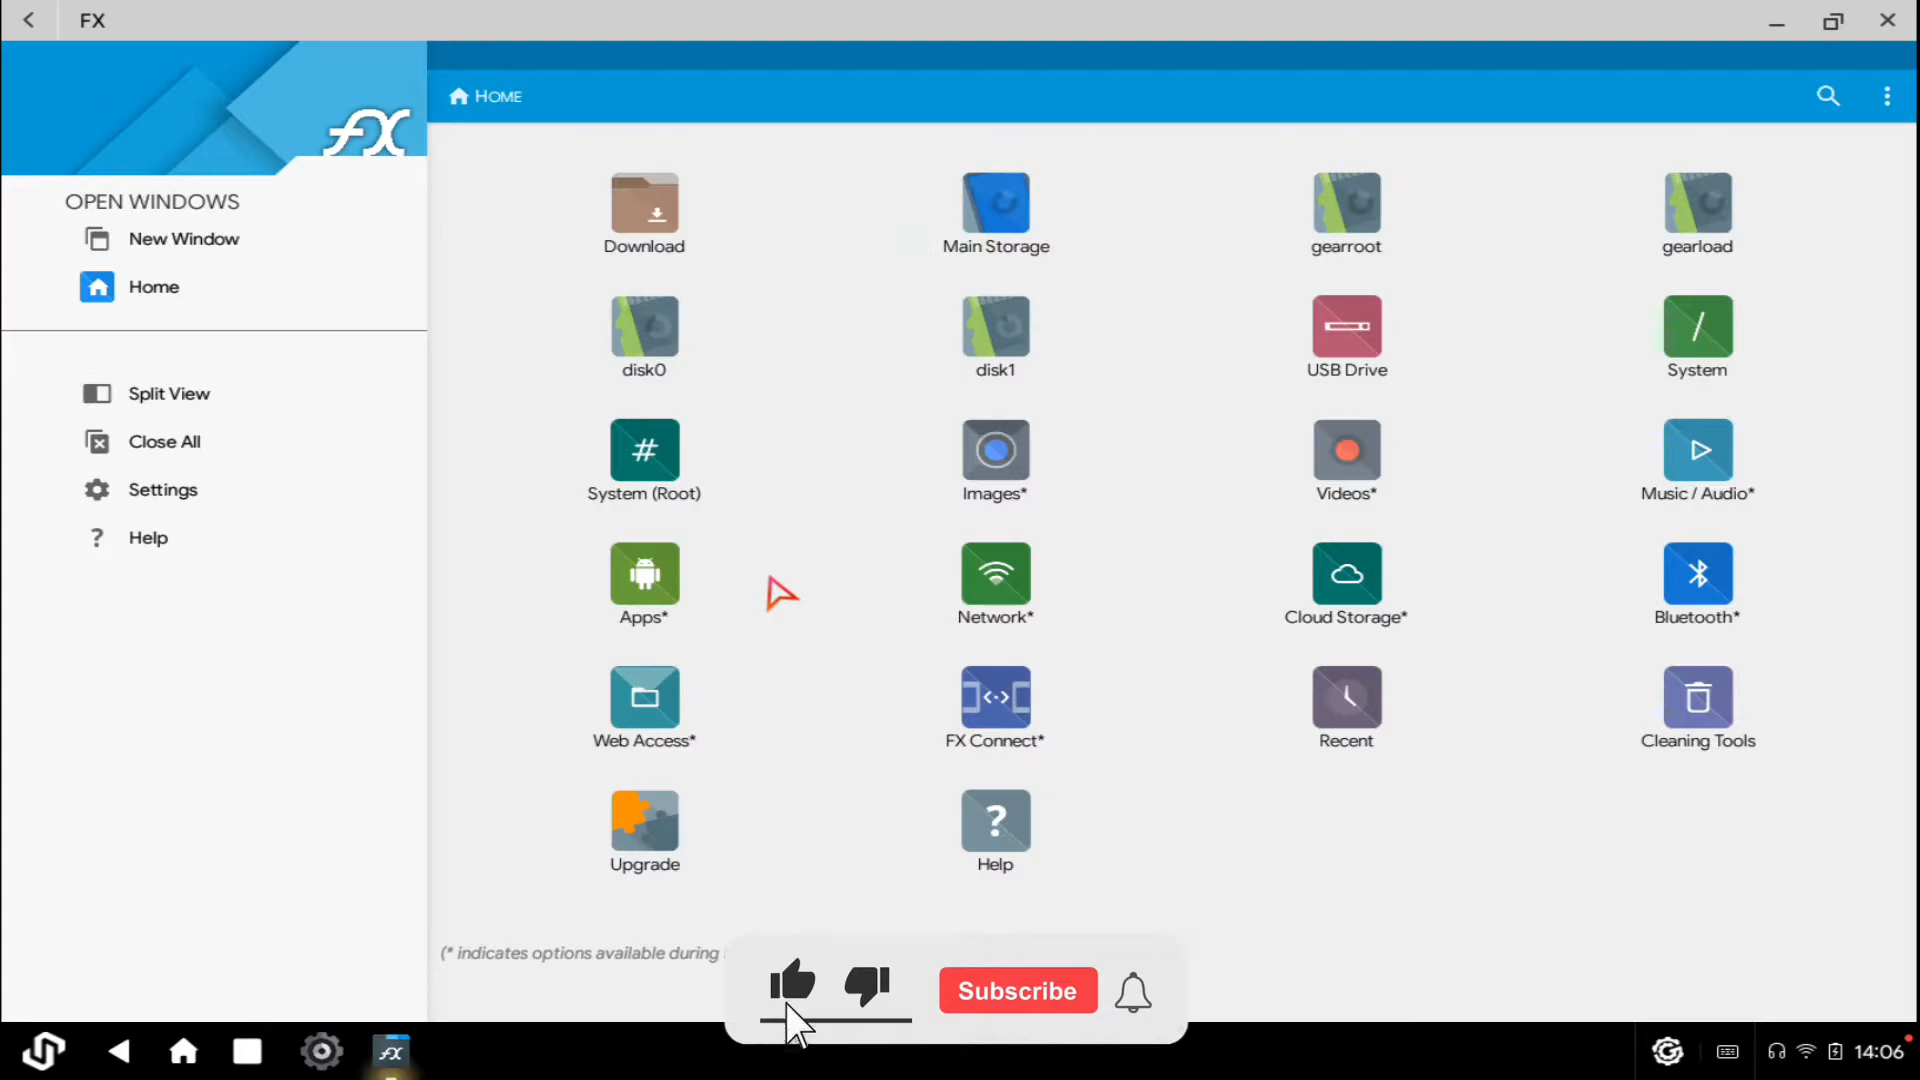 FX
FX
OPEN WINDOWS
New Window
Home
Split View
Close All
Settings
Help
HOME
Download
Main Storage
gearroot
gearload
disk0
disk1
USB Drive
/
System
#
System (Root)
Images*
Videos*
Music / Audio*
Apps*
Network*
Cloud Storage*
Bluetooth*
Web Access*
FX Connect*
Recent
Cleaning Tools
Upgrade
Help
(* indicates options available during
Subscribe
FX
14:06